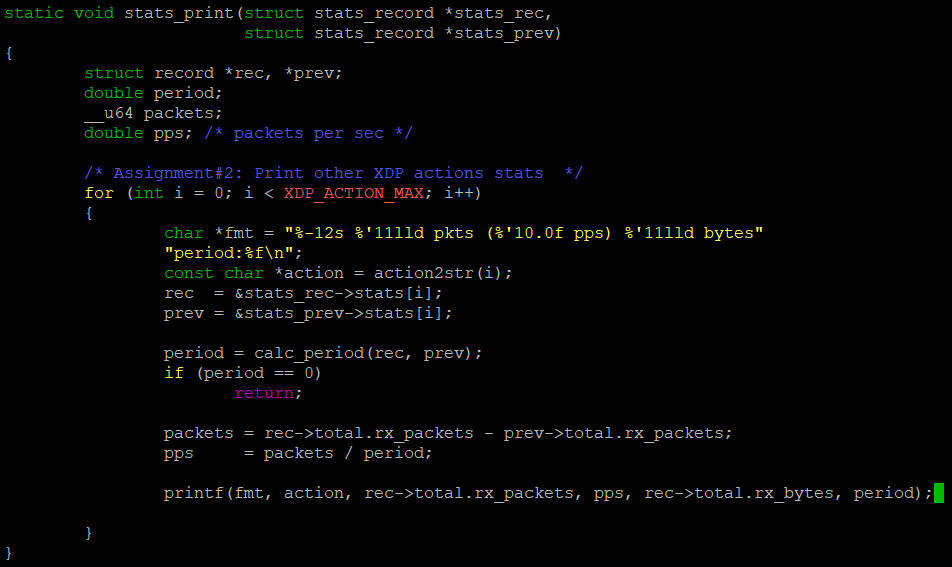 static void stats_print(struct stats_record *stats_rec,
                        struct stats_record *stats_prev)
{
        struct record *rec, *prev;
        double period;
        __u64 packets;
        double pps; /* packets per sec */

        /* Assignment#2: Print other XDP actions stats  */
        for (int i = 0; i < XDP_ACTION_MAX; i++)
        {
                char *fmt = "%-12s %'11lld pkts (%'10.0f pps) %'11lld bytes"
                "period:%f\n";
                const char *action = action2str(i);
                rec  = &stats_rec->stats[i];
                prev = &stats_prev->stats[i];

                period = calc_period(rec, prev);
                if (period == 0)
                       return;

                packets = rec->total.rx_packets - prev->total.rx_packets;
                pps     = packets / period;

                printf(fmt, action, rec->total.rx_packets, pps, rec->total.rx_bytes, period);

        }
}